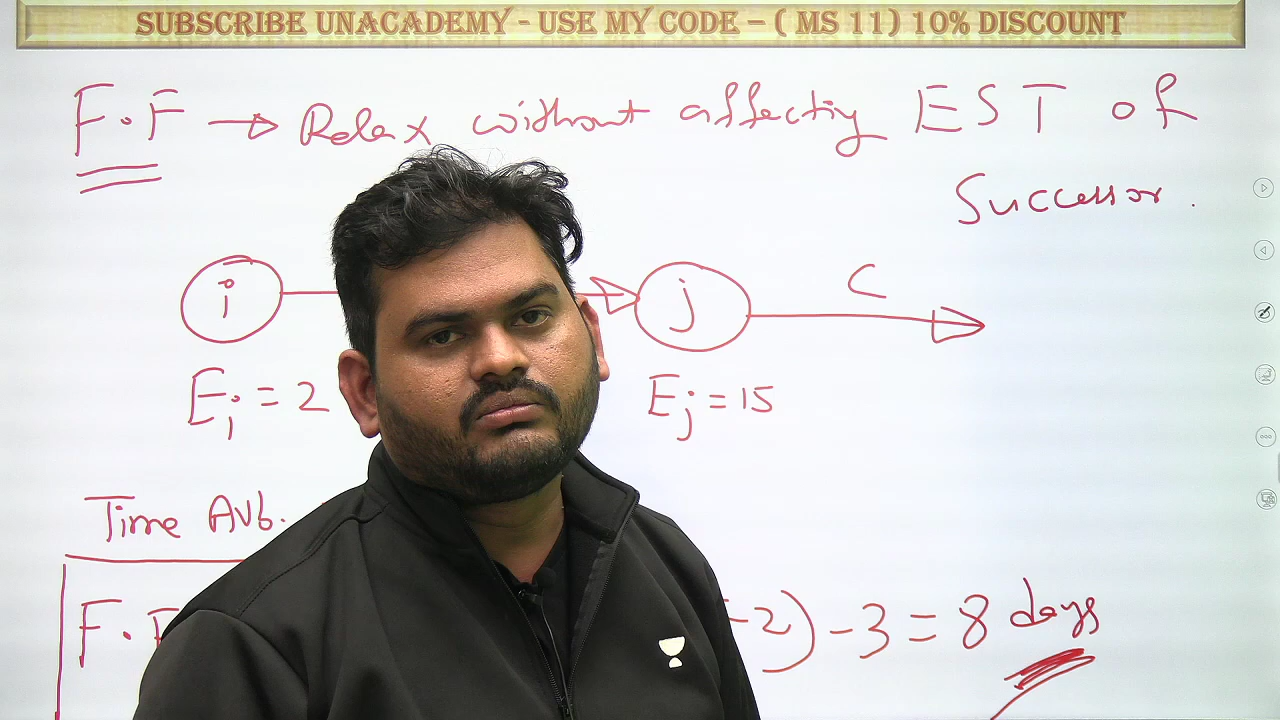 SUBSCRIBE UNACADEMY - USE MY CODE – ( MS 11) 10% DISCOUNT
F.F → Relax without affecting EST of
Successor.
i j C
Ei = 2 Ej = 15
Time Avb.
F.F -2) - 3 = 8 days